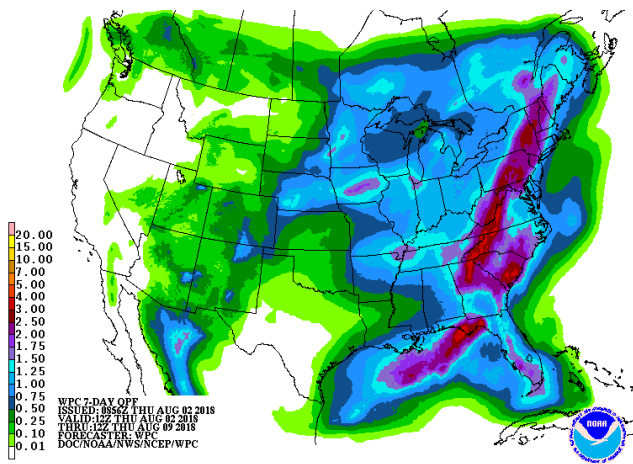 20.00
15.00
10.00
7.00
5.00
4.00
3.00
2.50
2.00
1.75
1.50
1.25
1.00
0.75
0.50
0.25
0.10
0.01
WPC 7-DAY QPF
ISSUED: 0856Z THU AUG 02 2018
VALID:12Z THU AUG 02 2018
THRU:12Z THU AUG 09 2018
FORECASTER: WPC
DOC/NOAA/NWS/NCEP/WPC
NOAA